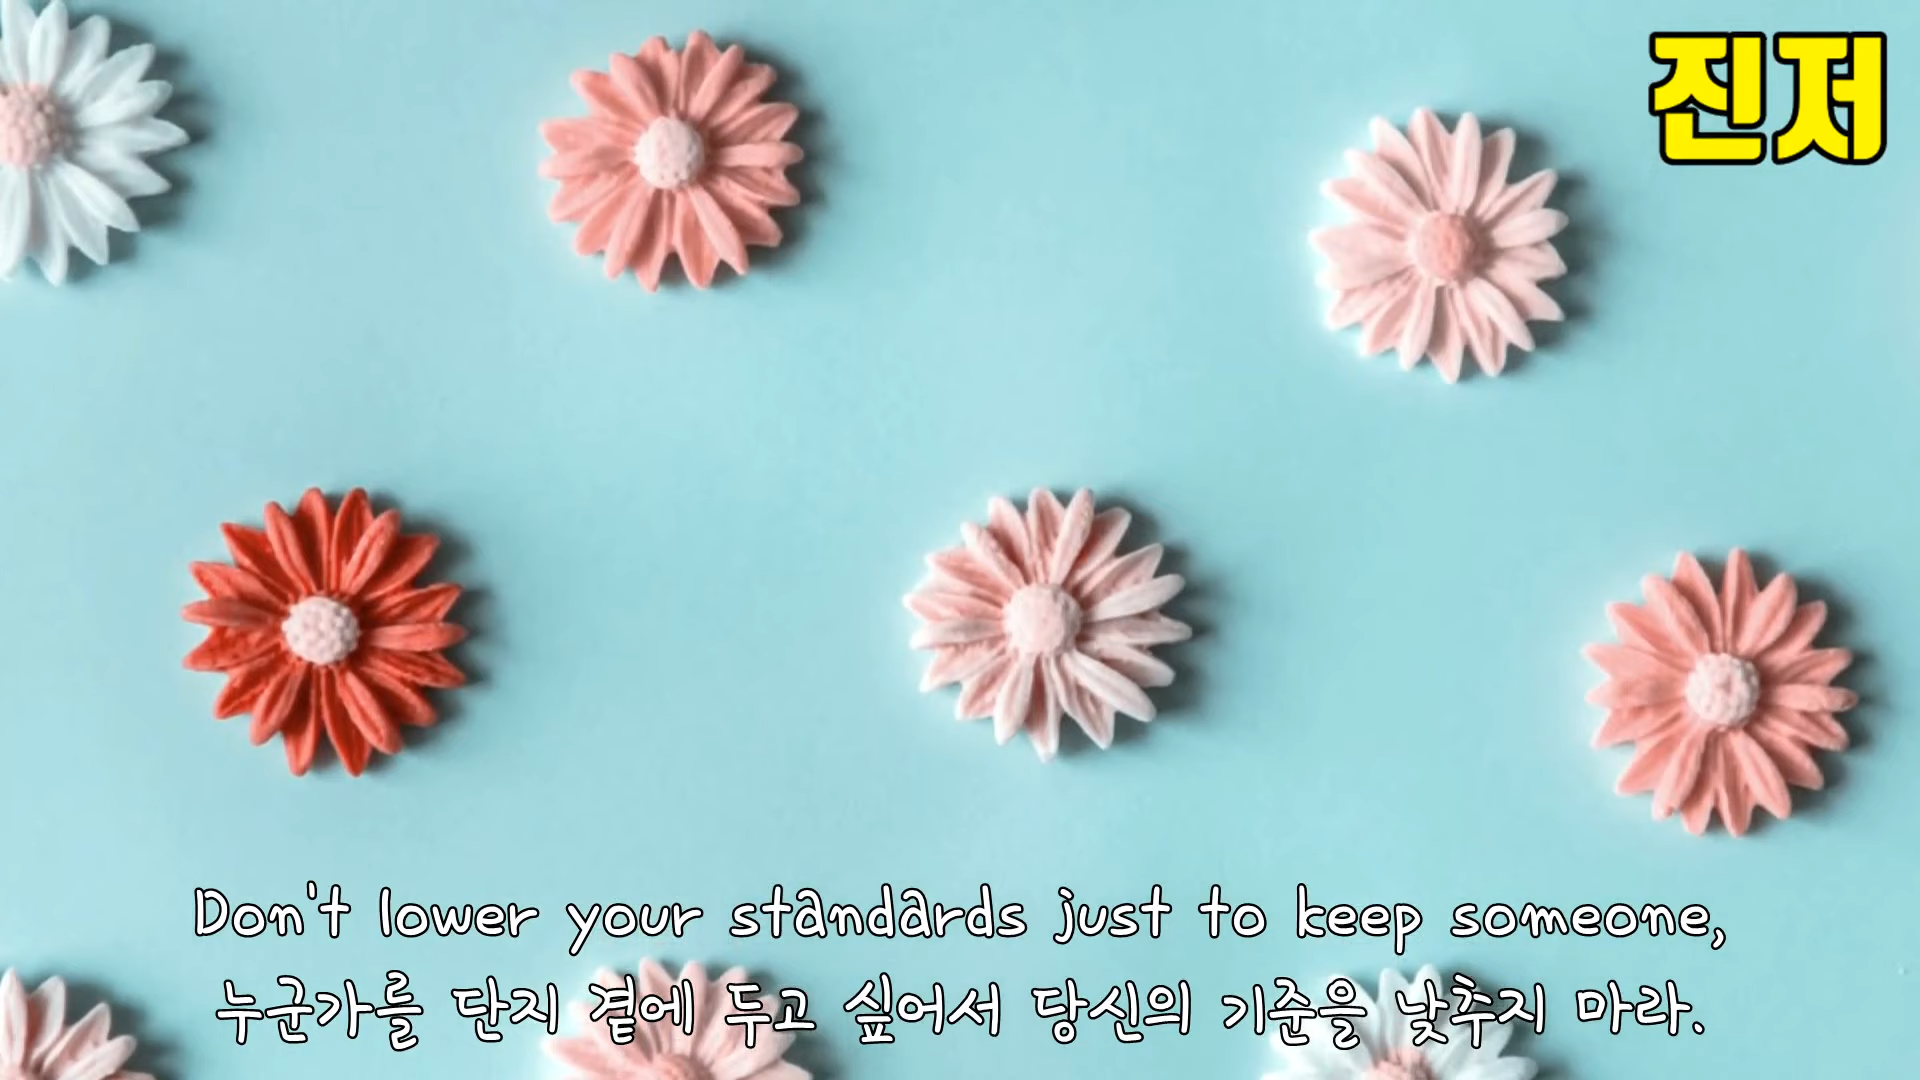 진저
Don't lower your standards just to keep someone,
누군가를 단지 곁에 두고 싶어서 당신의 기준을 낮추지 마라.